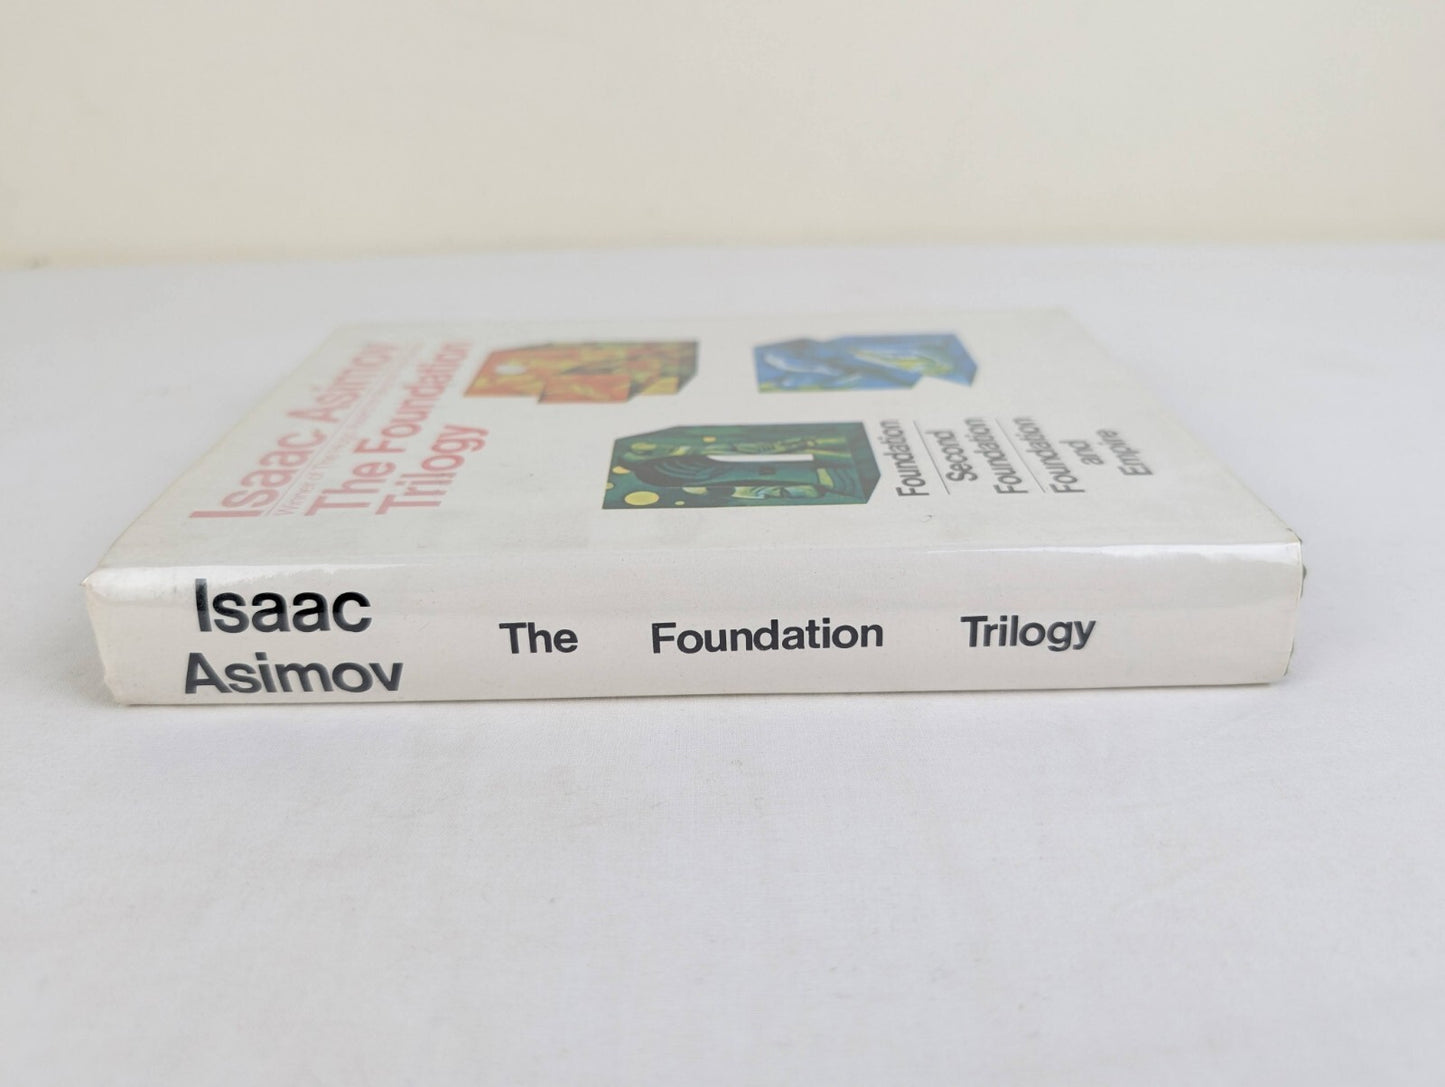 Isaac Asimov
The Foundation
Trilogy
Foundation
Second
Foundation
Foundation
and
Empire
Isaac
Asimov
The Foundation Trilogy